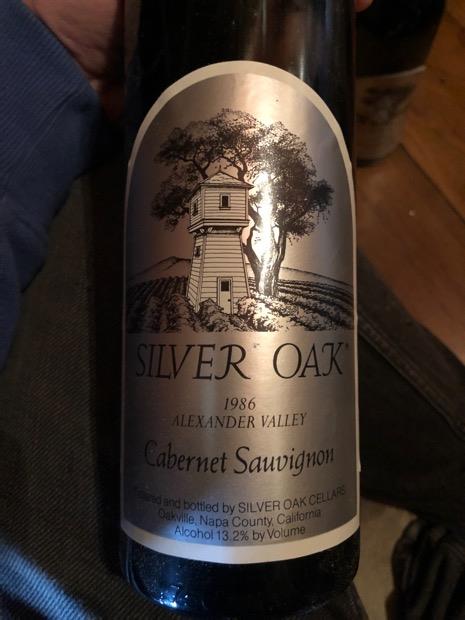 SILVER OAK
1986
ALEXANDER VALLEY
Cabernet Sauvignon
and bottled by SILVER OAK CELLARS
Oakville, Napa County, California
Alcohol 13.2% by Volume